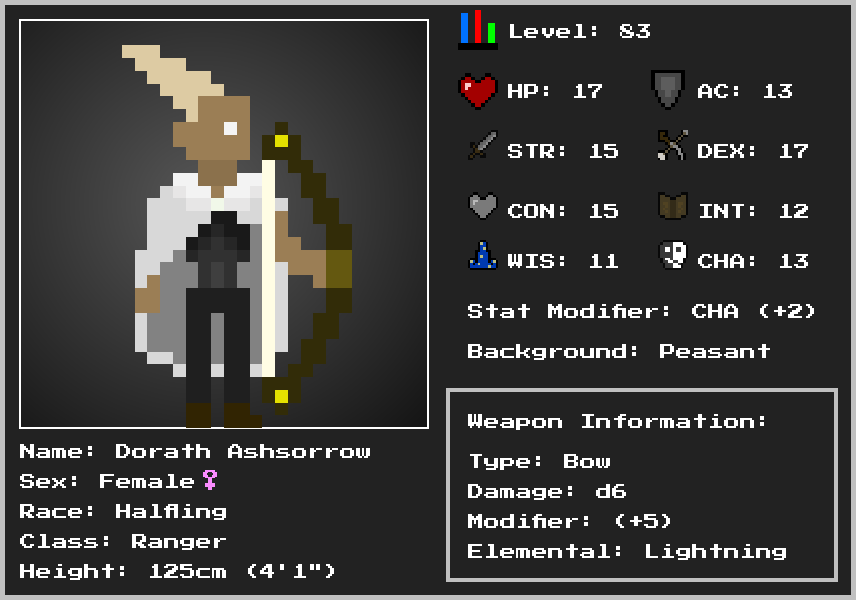 Level: 83
HP: 17
AC: 13
STR: 15
DEX: 17
CON: 15
INT: 12
WIS: 11
CHA: 13
Stat Modifier: CHA (+2)
Background: Peasant
Weapon Information:
Type: Bow
Damage: d6
Modifier: (+5)
Elemental: Lightning
Name: Dorath Ashsorrow
Sex: Female♀
Race: Halfling
Class: Ranger
Height: 125cm (4'1")